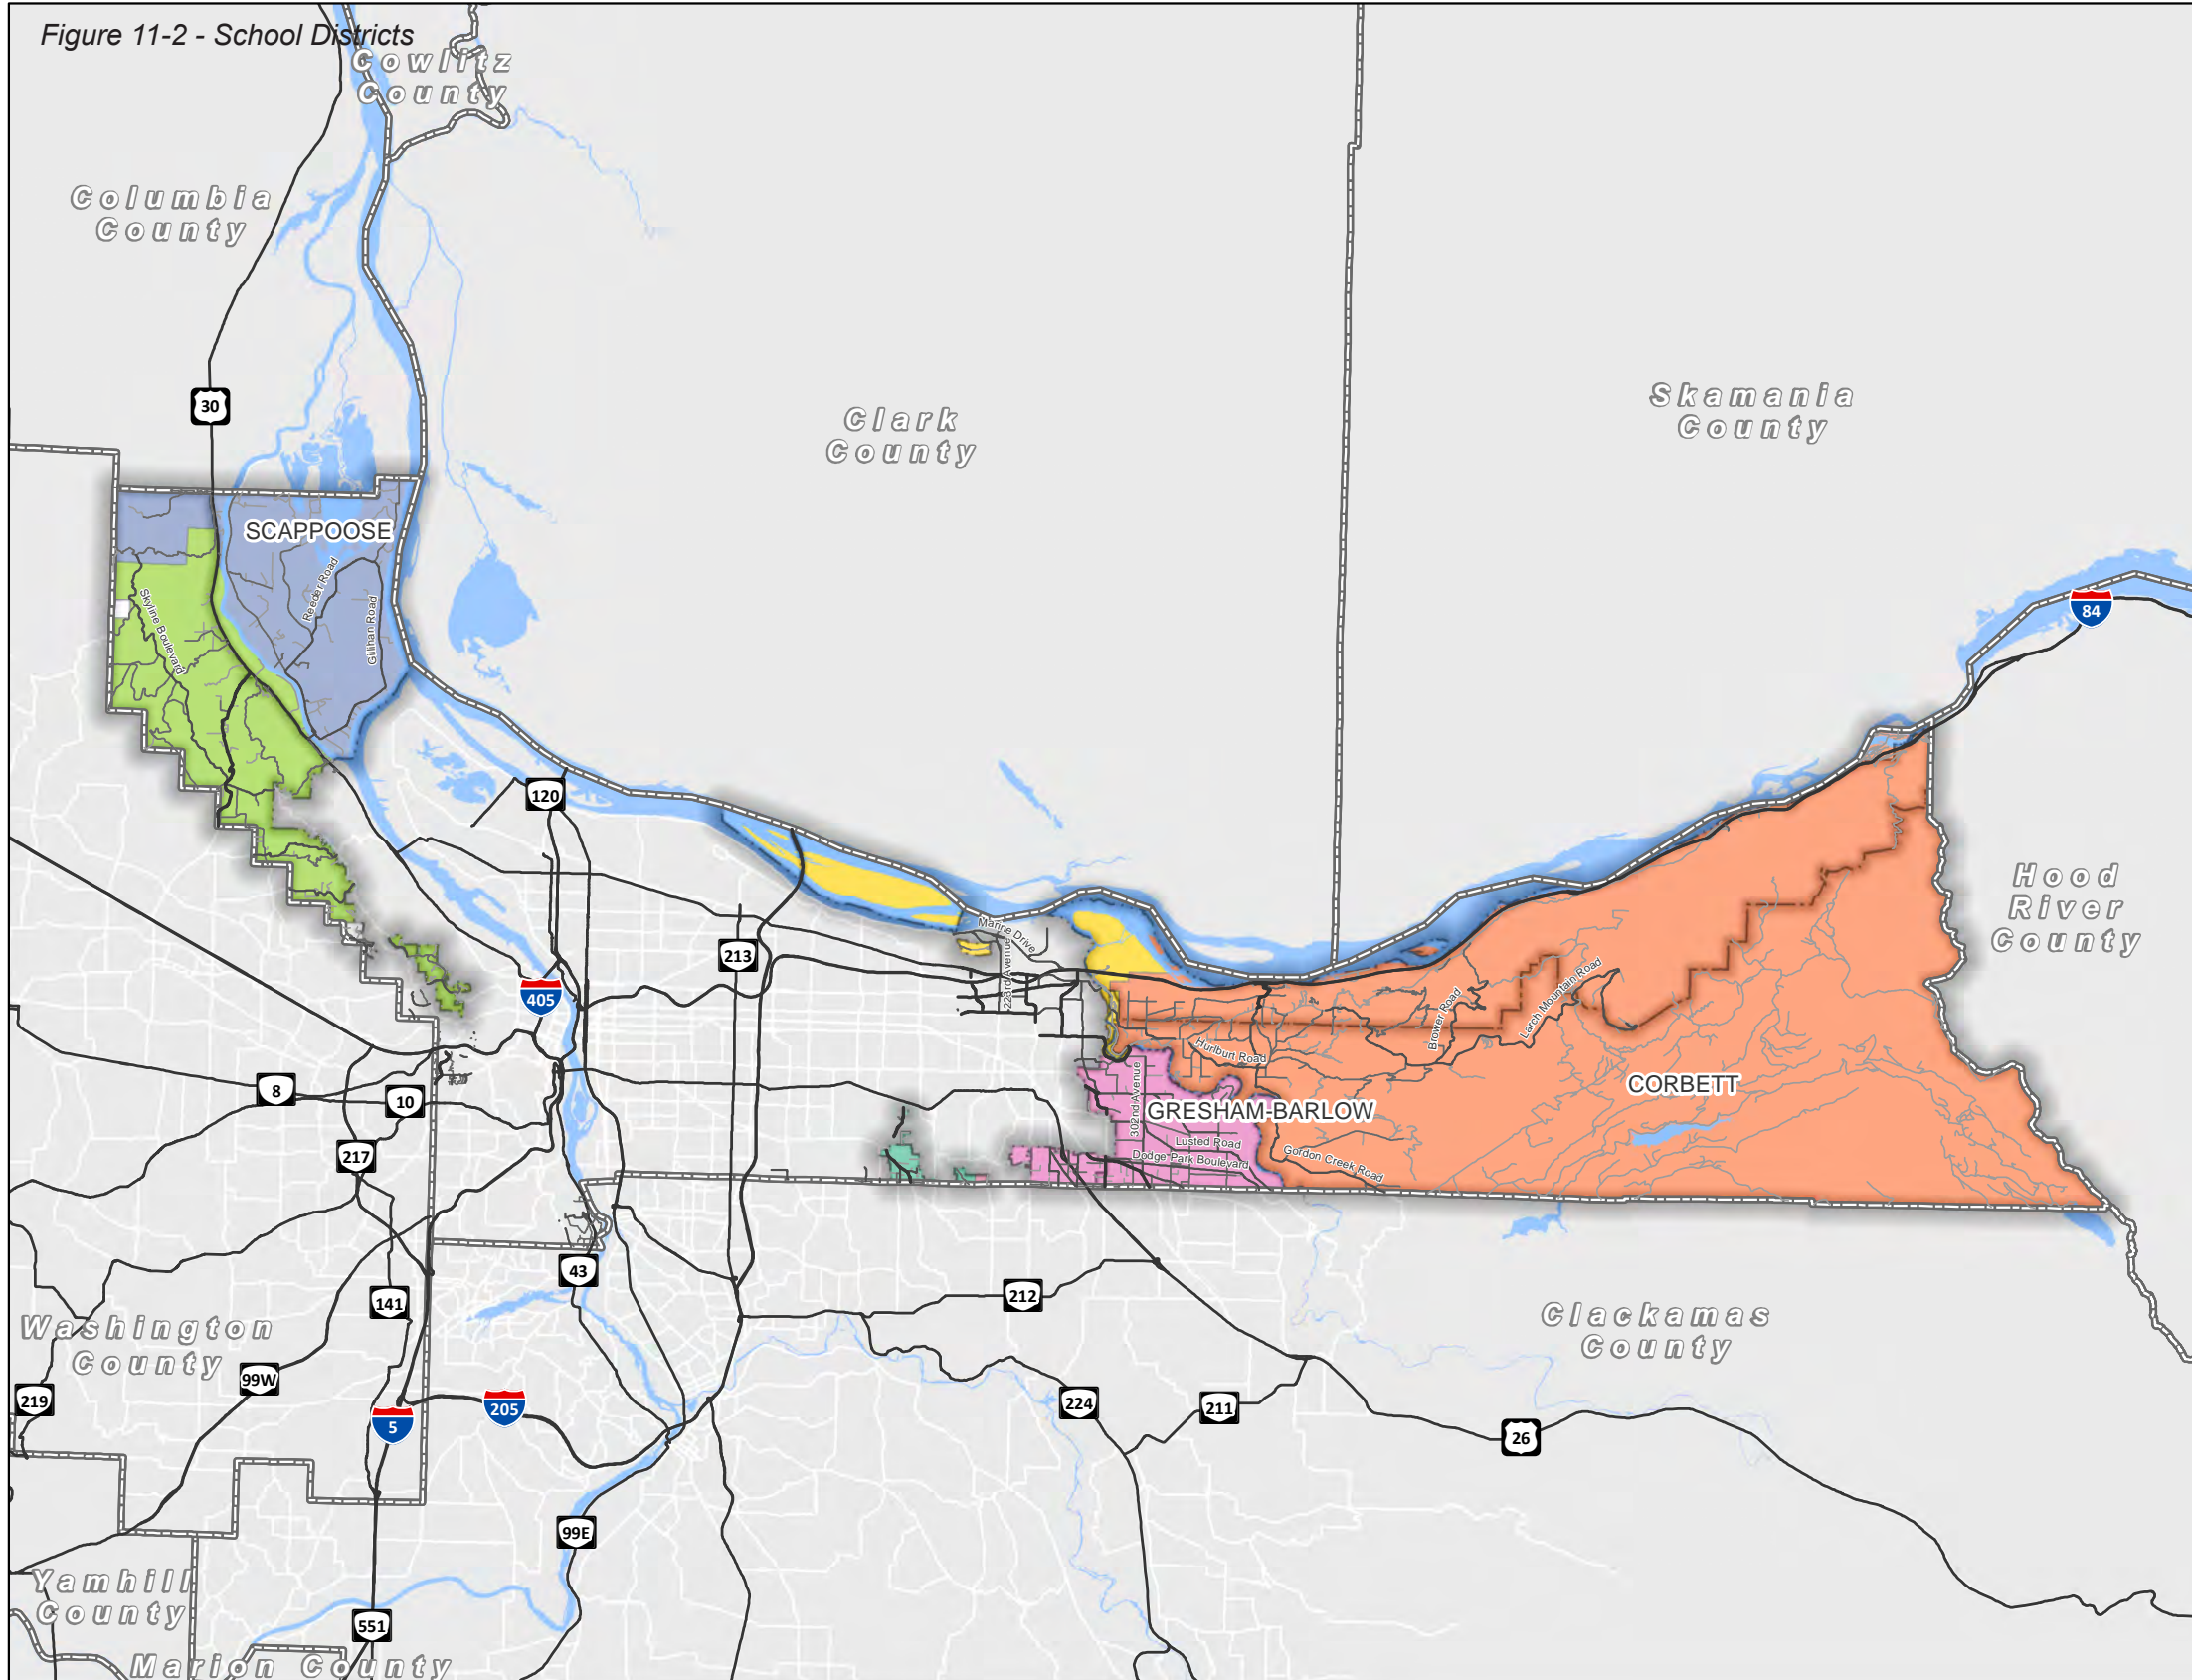 Figure 11-2 - School Districts
Cowlitz
County
Columbia
County
30
Clark
County
Skamania
County
SCAPPOOSE
Reeder Road
Gillihan Road
Skyline Boulevard
84
120
Hood
River
County
Marine Drive
223rd Avenue
213
405
Larch Mountain Road
Brower Road
Hurlburt Road
8
10
CORBETT
302nd Avenue
GRESHAM-BARLOW
Lusted Road
Dodge Park Boulevard
Gordon Creek Road
217
43
141
212
Clackamas
County
Washington
County
99W
219
5
205
224
211
26
99E
Yamhill
County
551
Marion County